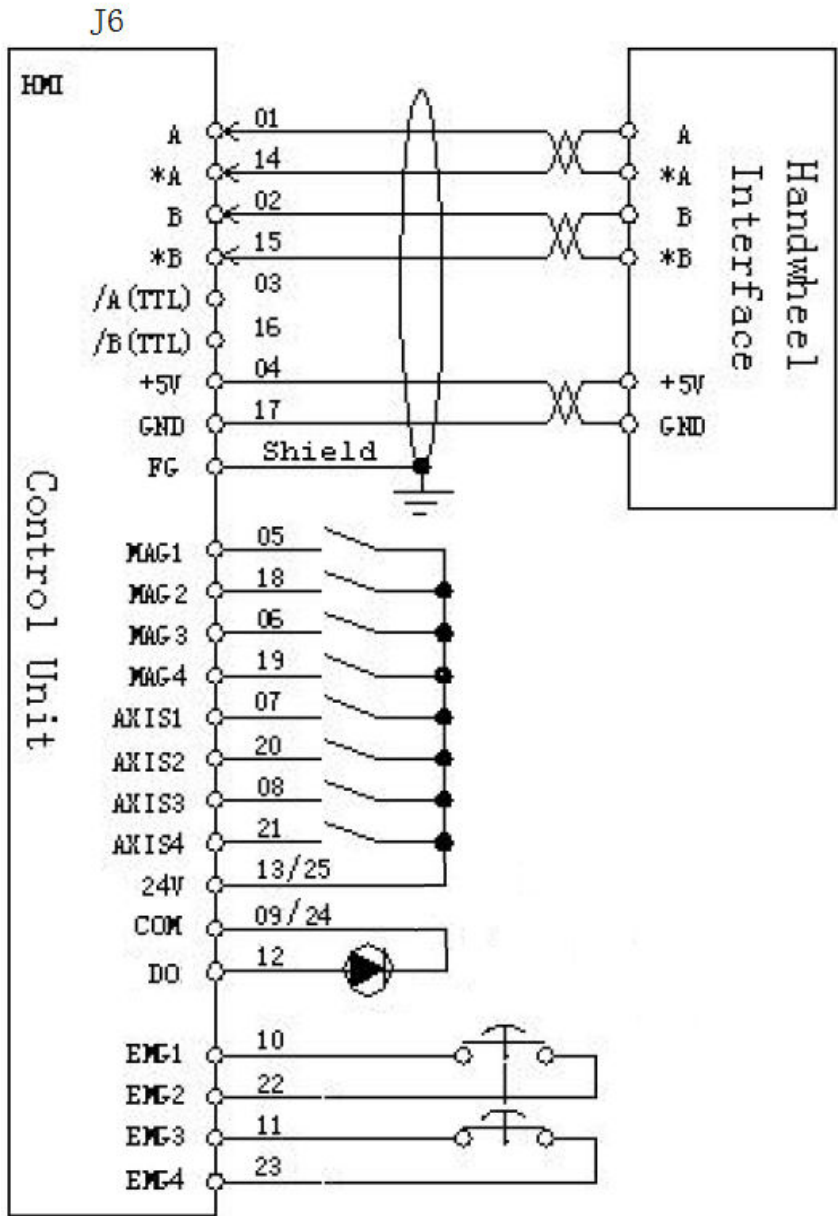 J6
HMI
A 01 A
*A 14 *A
B 02 B
*B 15 *B
/A(TTL) 03
/B(TTL) 16
+5V 04 +5V
GND 17 GND
FG Shield
Handwheel
Interface
Control Unit
MAG1 05
MAG2 18
MAG3 06
MAG4 19
AXIS1 07
AXIS2 20
AXIS3 08
AXIS4 21
24V 13/25
COM 09/24
DO 12
EMG1 10
EMG2 22
EMG3 11
EMG4 23